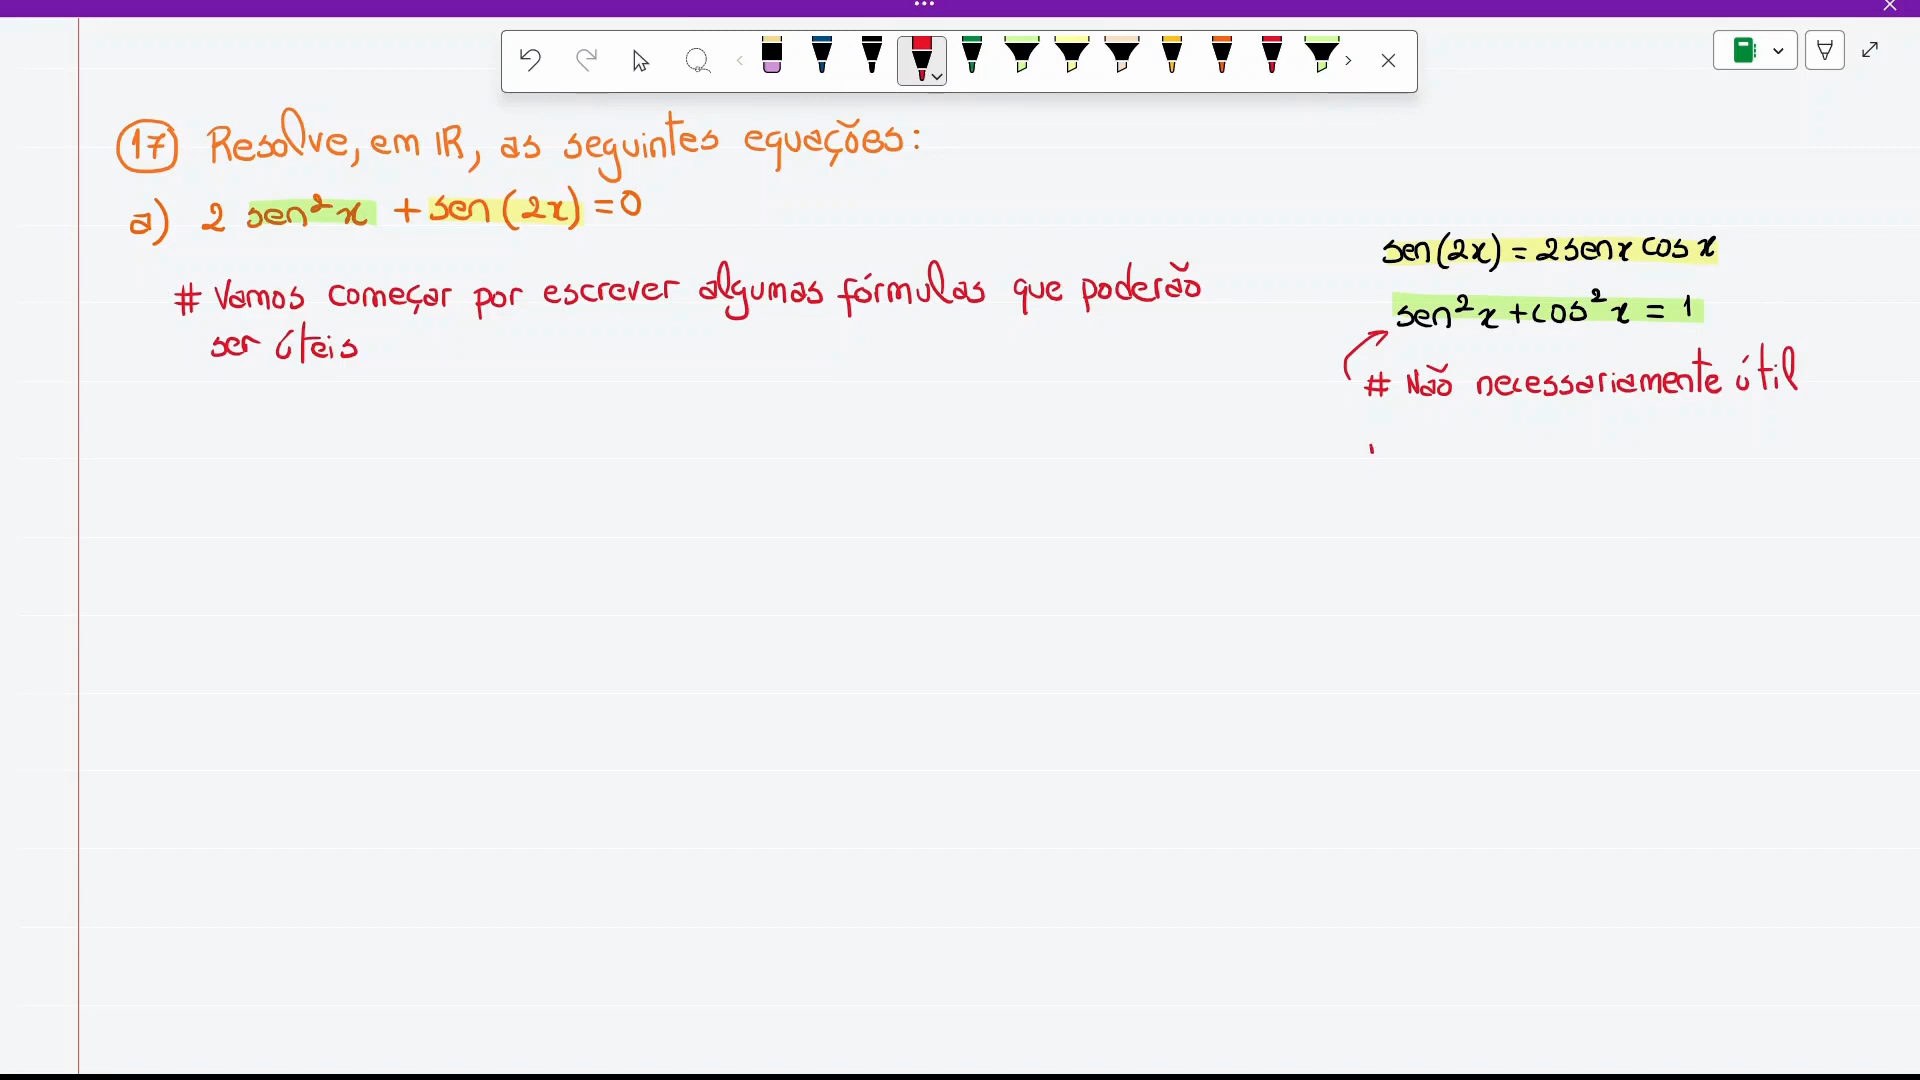 17 Resolve, em IR, as seguintes equações:
a) 2 sen²x + sen(2x) = 0
# Vamos começar por escrever algumas fórmulas que poderão
ser úteis
sen(2x) = 2senx cosx
sen²x + cos²x = 1
# Não necessariamente útil